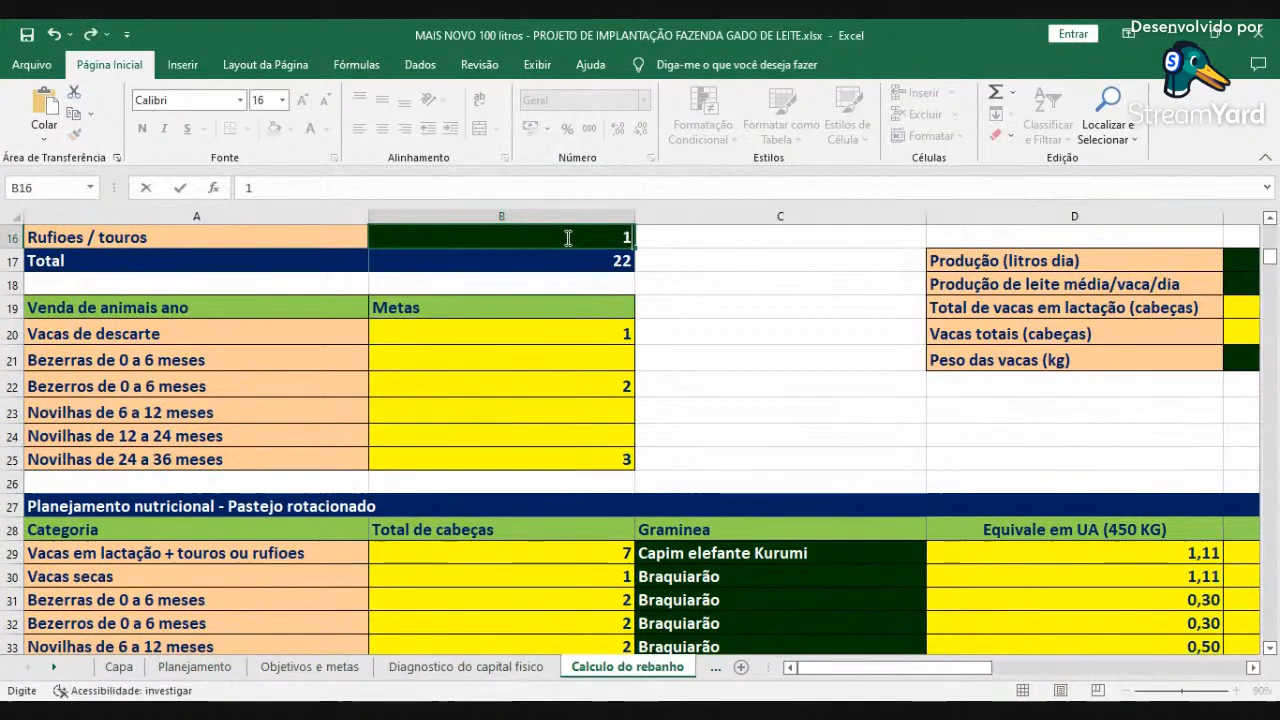 Desenvolvido por
StreamYard
MAIS NOVO 100 litros - PROJETO DE IMPLANTAÇÃO FAZENDA GADO DE LEITE.xlsx - Excel
Entrar
Arquivo Página Inicial Inserir Layout da Página Fórmulas Dados Revisão Exibir Ajuda Diga-me o que você deseja fazer
Calibri 16 Geral
Colar
N I S
% 000
Formatação Condicional
Formatar como Tabela
Estilos de Célula
Inserir
Excluir
Formatar
Classificar e Filtrar
Localizar e Selecionar
Área de Transferência Fonte Alinhamento Número Estilos Células Edição
B16 fx 1
A B C D
16 Rufioes / touros 1
17 Total 22 Produção (litros dia)
18 Produção de leite média/vaca/dia
19 Venda de animais ano Metas Total de vacas em lactação (cabeças)
20 Vacas de descarte 1 Vacas totais (cabeças)
21 Bezerras de 0 a 6 meses Peso das vacas (kg)
22 Bezerros de 0 a 6 meses 2
23 Novilhas de 6 a 12 meses
24 Novilhas de 12 a 24 meses
25 Novilhas de 24 a 36 meses 3
26
27 Planejamento nutricional - Pastejo rotacionado
28 Categoria Total de cabeças Graminea Equivale em UA (450 KG)
29 Vacas em lactação + touros ou rufioes 7 Capim elefante Kurumi 1,11
30 Vacas secas 1 Braquiarão 1,11
31 Bezerras de 0 a 6 meses 2 Braquiarão 0,30
32 Bezerros de 0 a 6 meses 2 Braquiarão 0,30
33 Novilhas de 6 a 12 meses 2 Braquiarão 0,50
Capa Planejamento Objetivos e metas Diagnostico do capital fisico Calculo do rebanho ...
Digite Acessibilidade: investigar 90%